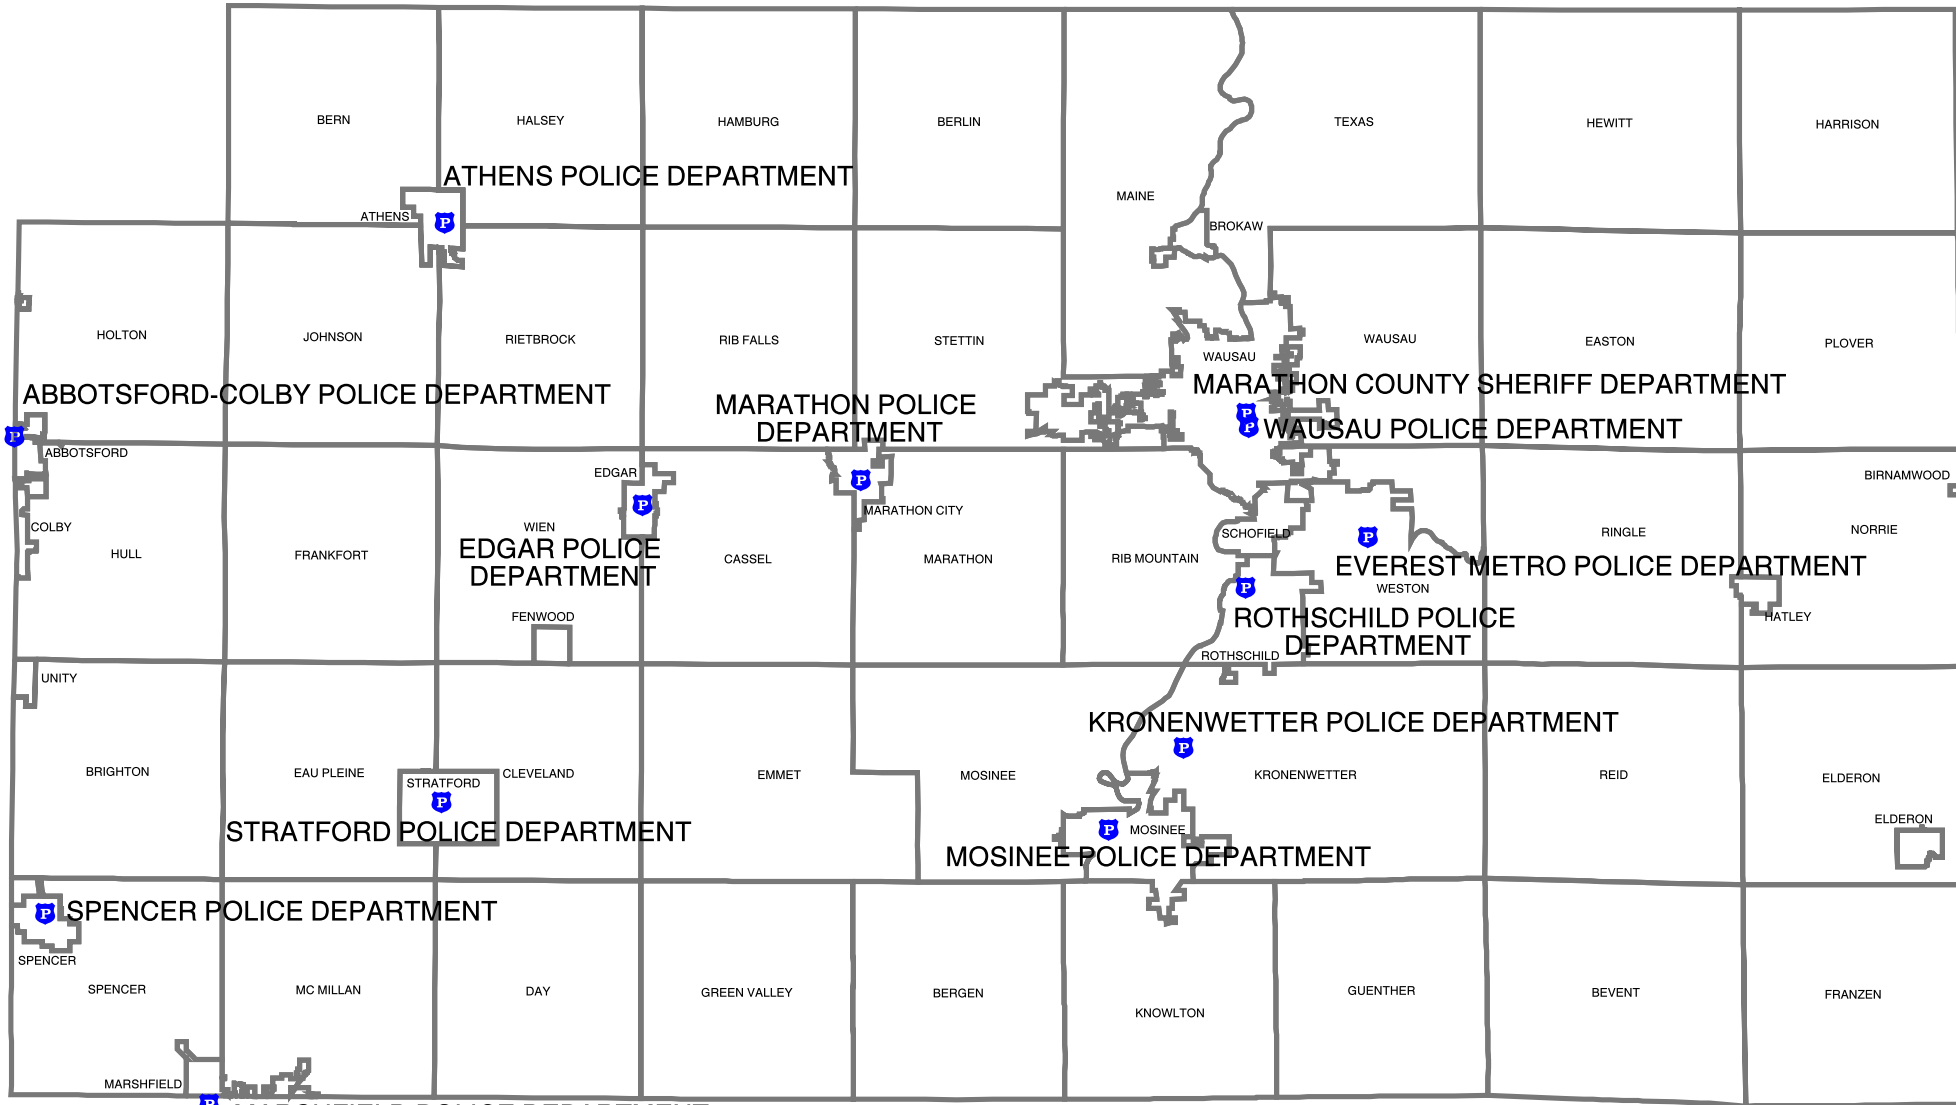 BERN
HALSEY
HAMBURG
BERLIN
TEXAS
HEWITT
HARRISON
ATHENS POLICE DEPARTMENT
MAINE
ATHENS
P
BROKAW
HOLTON
JOHNSON
RIETBROCK
RIB FALLS
STETTIN
WAUSAU
WAUSAU
EASTON
PLOVER
ABBOTSFORD-COLBY POLICE DEPARTMENT
MARATHON COUNTY SHERIFF DEPARTMENT
P
MARATHON POLICE
DEPARTMENT
P
WAUSAU POLICE DEPARTMENT
P
ABBOTSFORD
EDGAR
P
BIRNAMWOOD
P
MARATHON CITY
COLBY
WIEN
SCHOFIELD
P
RINGLE
NORRIE
HULL
FRANKFORT
EDGAR POLICE
DEPARTMENT
CASSEL
MARATHON
RIB MOUNTAIN
EVEREST METRO POLICE DEPARTMENT
P
WESTON
FENWOOD
ROTHSCHILD POLICE
DEPARTMENT
HATLEY
ROTHSCHILD
UNITY
KRONENWETTER POLICE DEPARTMENT
P
BRIGHTON
EAU PLEINE
STRATFORD
CLEVELAND
EMMET
MOSINEE
KRONENWETTER
REID
ELDERON
P
STRATFORD POLICE DEPARTMENT
P
MOSINEE
ELDERON
MOSINEE POLICE DEPARTMENT
P
SPENCER POLICE DEPARTMENT
SPENCER
SPENCER
MC MILLAN
DAY
GREEN VALLEY
BERGEN
KNOWLTON
GUENTHER
BEVENT
FRANZEN
MARSHFIELD
P